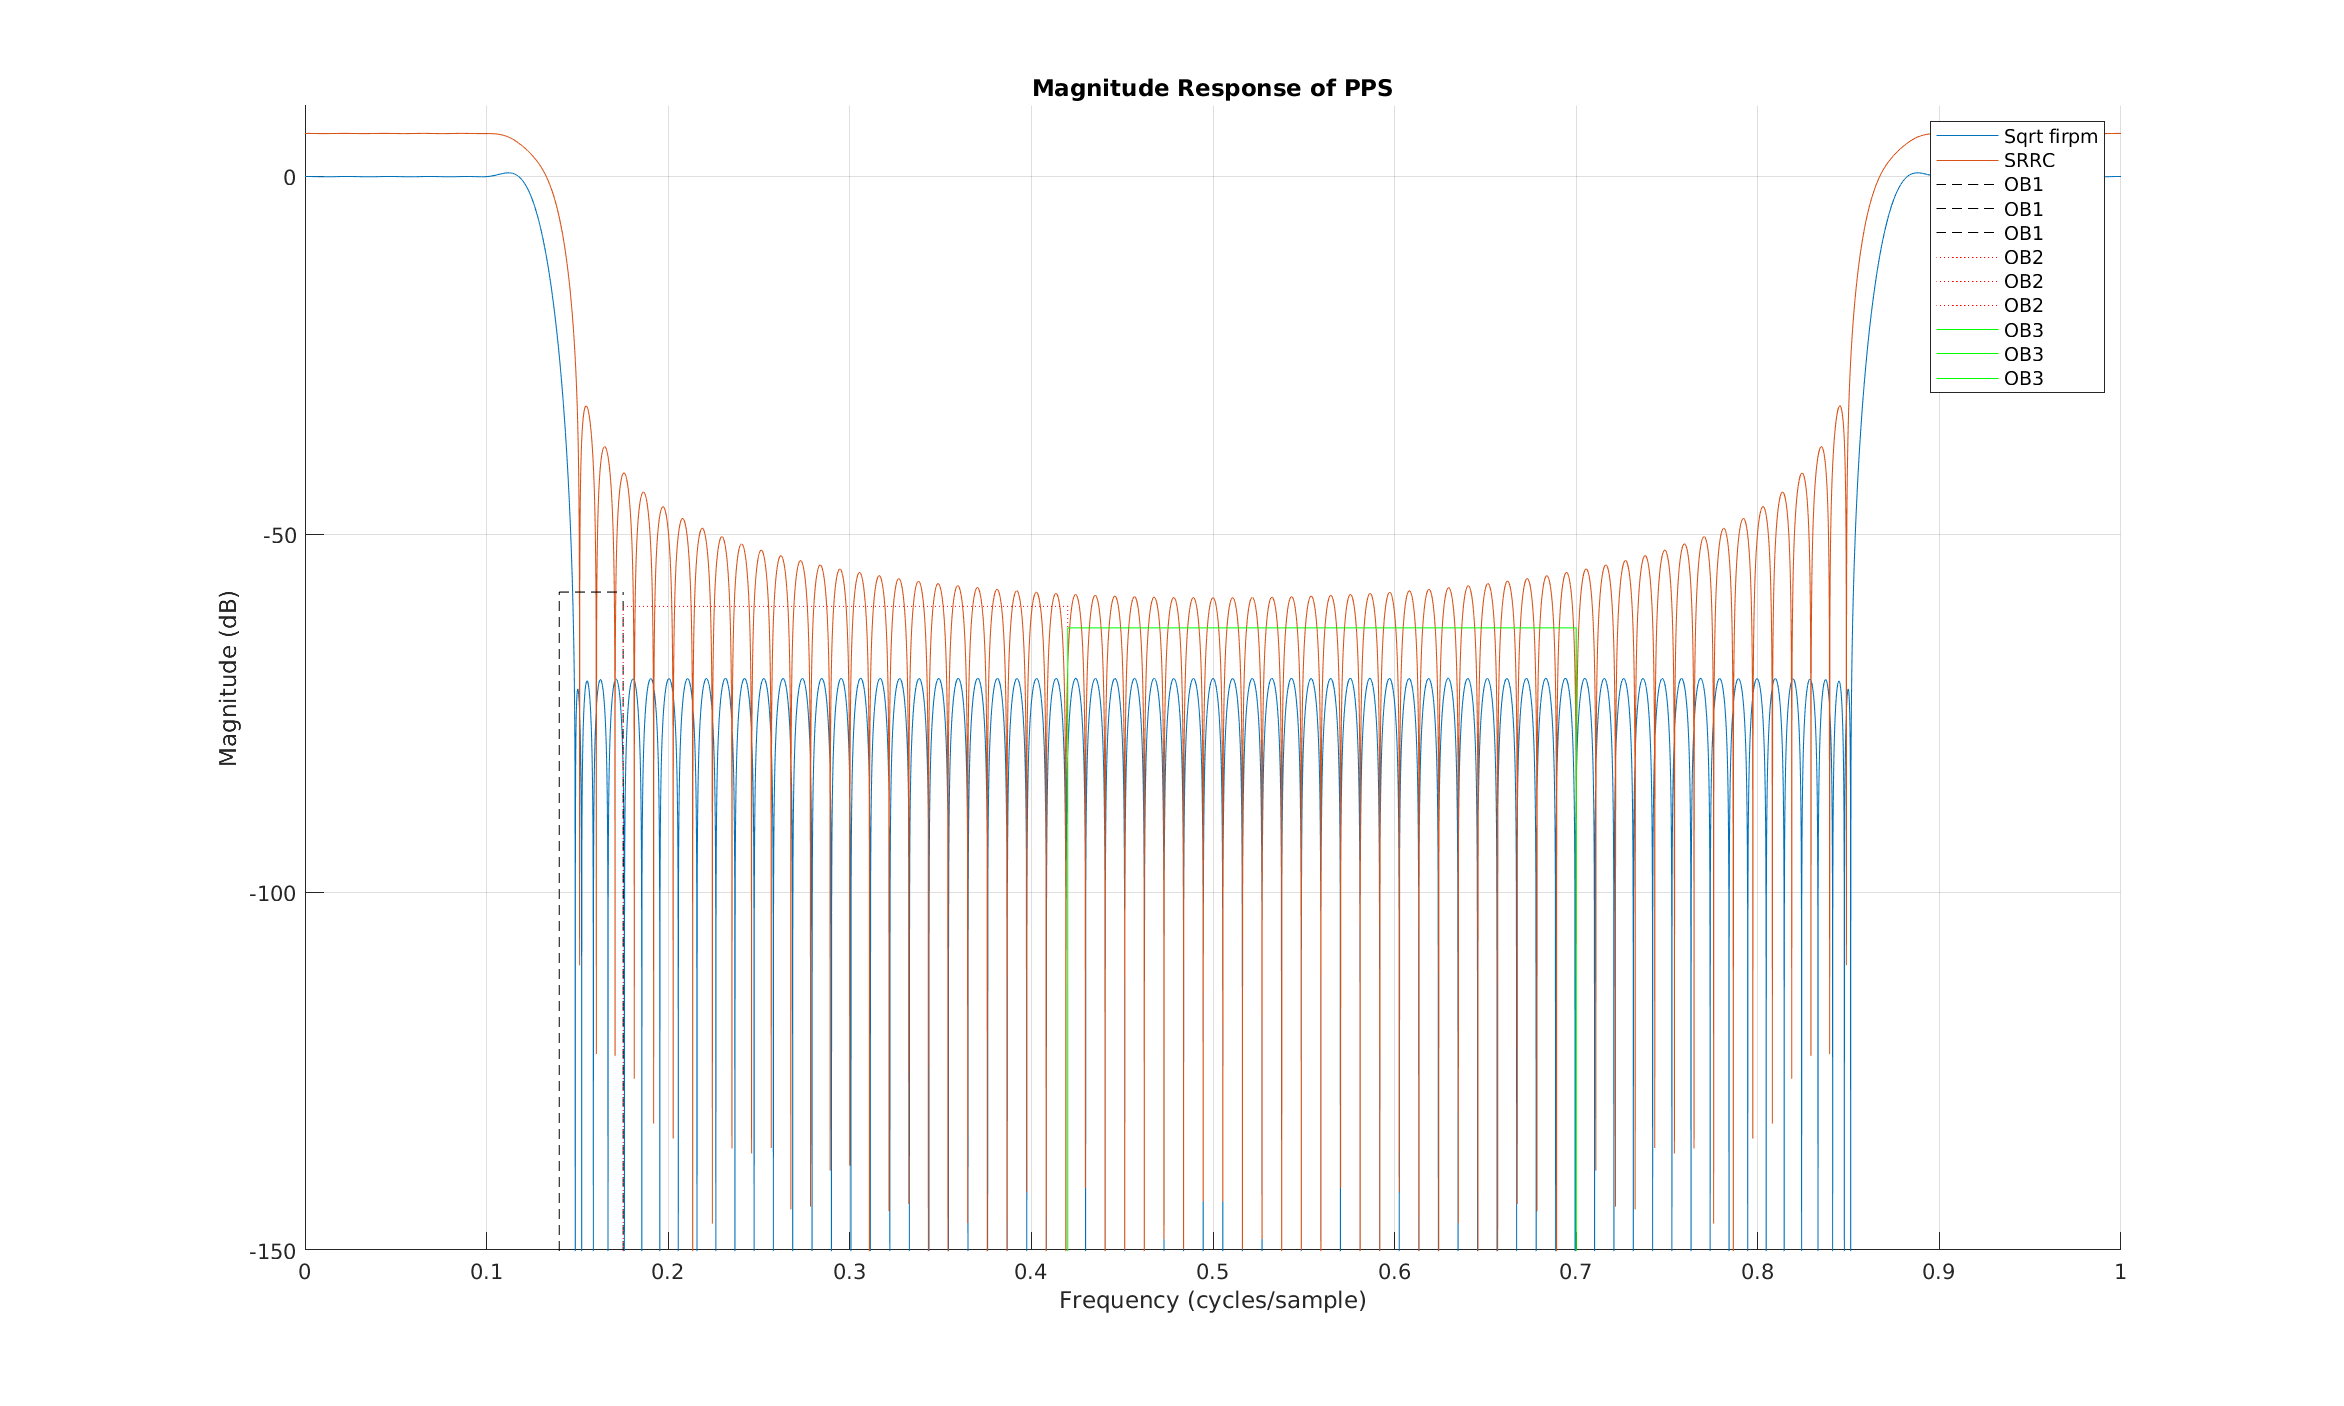 Magnitude Response of PPS
Sqrt firpm
SRRC
OB1
OB1
OB1
OB2
OB2
OB2
OB3
OB3
OB3
0
-50
-100
-150
Magnitude (dB)
0
0.1
0.2
0.3
0.4
0.5
0.6
0.7
0.8
0.9
1
Frequency (cycles/sample)